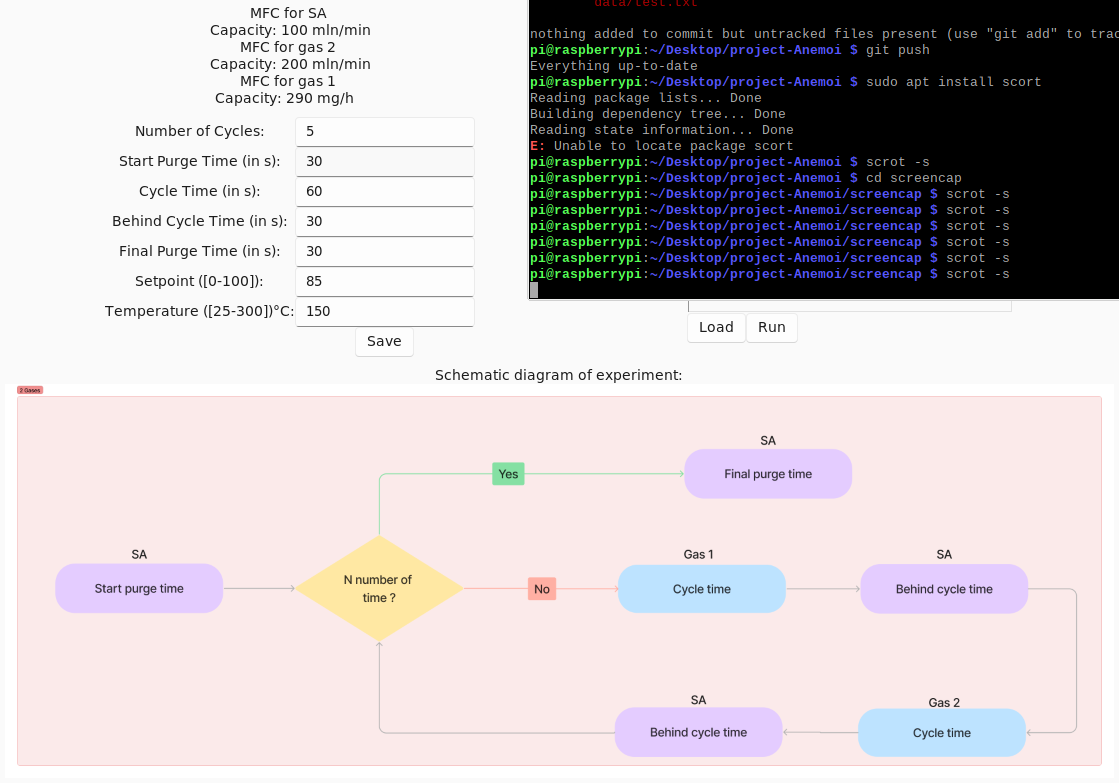 MFC for SA
Capacity: 100 mln/min
MFC for gas 2
Capacity: 200 mln/min
MFC for gas 1
Capacity: 290 mg/h
Number of Cycles: 5
Start Purge Time (in s): 30
Cycle Time (in s): 60
Behind Cycle Time (in s): 30
Final Purge Time (in s): 30
Setpoint ([0-100]): 85
Temperature ([25-300])°C: 150
Save
data/test.txt
nothing added to commit but untracked files present (use "git add" to trac
pi@raspberrypi:~/Desktop/project-Anemoi $ git push
Everything up-to-date
pi@raspberrypi:~/Desktop/project-Anemoi $ sudo apt install scort
Reading package lists... Done
Building dependency tree... Done
Reading state information... Done
E: Unable to locate package scort
pi@raspberrypi:~/Desktop/project-Anemoi $ scrot -s
pi@raspberrypi:~/Desktop/project-Anemoi $ cd screencap
pi@raspberrypi:~/Desktop/project-Anemoi/screencap $ scrot -s
pi@raspberrypi:~/Desktop/project-Anemoi/screencap $ scrot -s
pi@raspberrypi:~/Desktop/project-Anemoi/screencap $ scrot -s
pi@raspberrypi:~/Desktop/project-Anemoi/screencap $ scrot -s
pi@raspberrypi:~/Desktop/project-Anemoi/screencap $ scrot -s
pi@raspberrypi:~/Desktop/project-Anemoi/screencap $ scrot -s
Load Run
Schematic diagram of experiment:
2 Gases
SA
Final purge time
Yes
SA
Start purge time
N number of
time ?
No
Gas 1
Cycle time
SA
Behind cycle time
SA
Behind cycle time
Gas 2
Cycle time